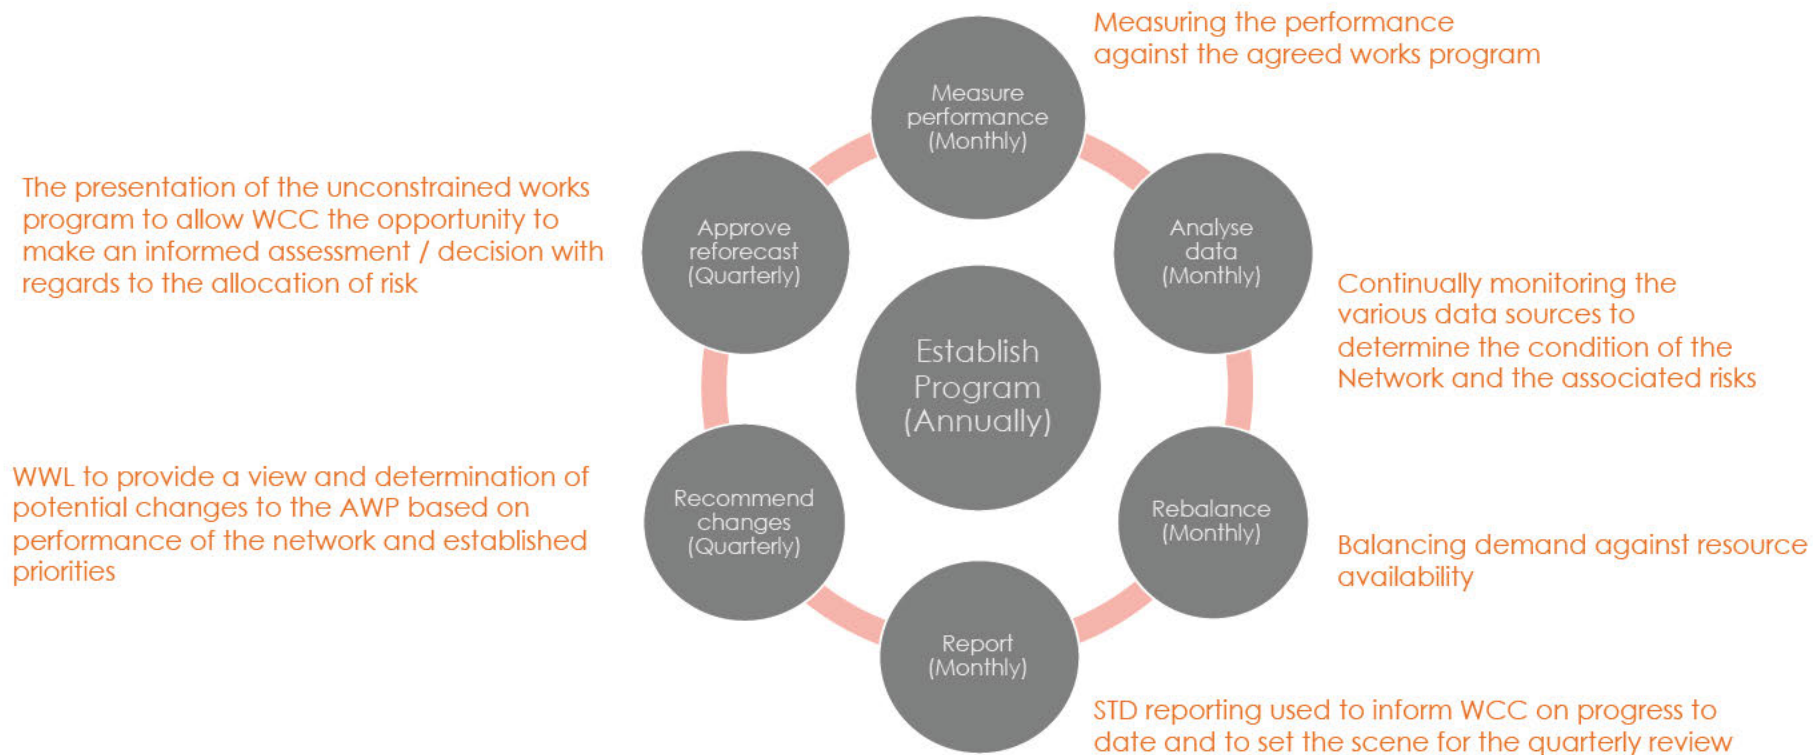 Measuring the performance
against the agreed works program
Measure
performance
(Monthly)
The presentation of the unconstrained works
program to allow WCC the opportunity to
make an informed assessment / decision with
regards to the allocation of risk
Approve
reforecast
(Quarterly)
Analyse
data
(Monthly)
Continually monitoring the
various data sources to
determine the condition of the
Network and the associated risks
Establish
Program
(Annually)
WWL to provide a view and determination of
potential changes to the AWP based on
performance of the network and established
priorities
Recommend
changes
(Quarterly)
Rebalance
(Monthly)
Balancing demand against resource
availability
Report
(Monthly)
STD reporting used to inform WCC on progress to
date and to set the scene for the quarterly review